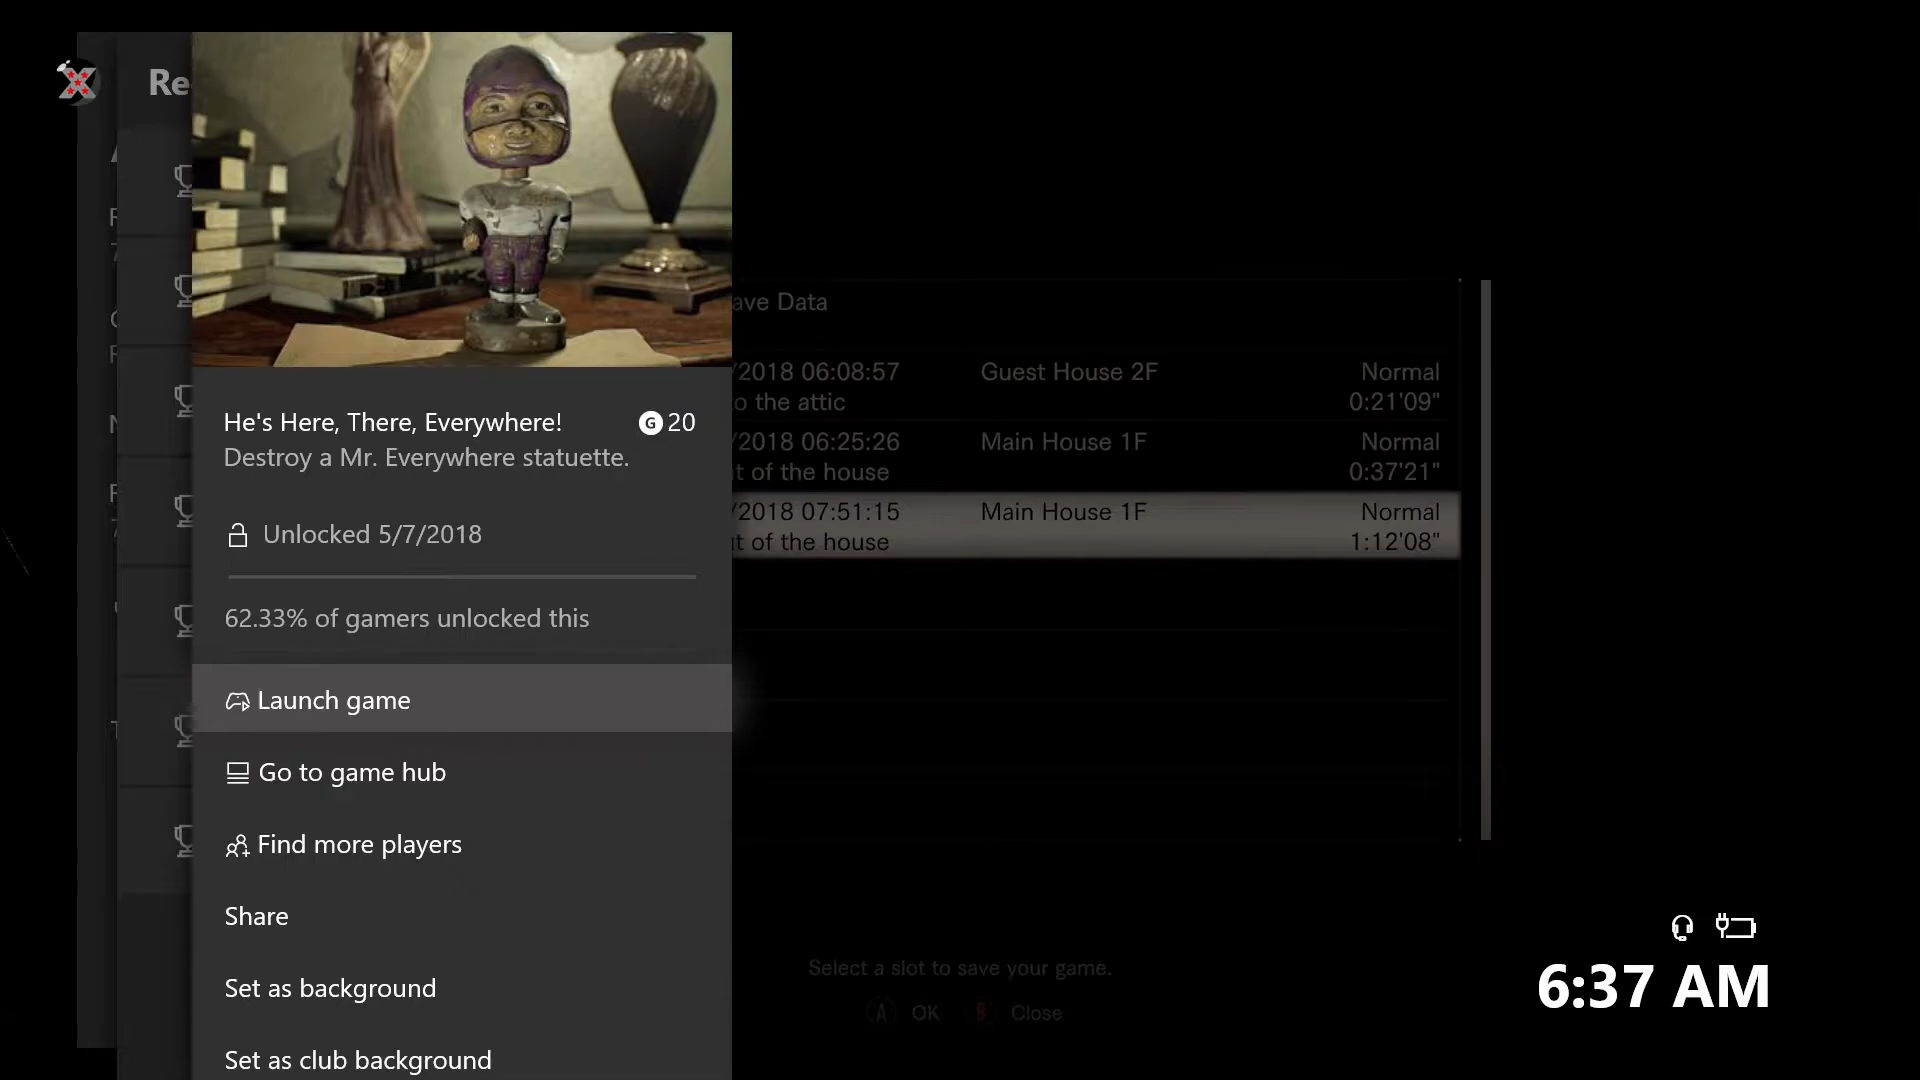 Re
He's Here, There, Everywhere!
G 20
Destroy a Mr. Everywhere statuette.
Unlocked 5/7/2018
62.33% of gamers unlocked this
Launch game
Go to game hub
Find more players
Share
Set as background
Set as club background
ave Data
/2018 06:08:57 Guest House 2F Normal
o the attic 0:21'09"
/2018 06:25:26 Main House 1F Normal
t of the house 0:37'21"
/2018 07:51:15 Main House 1F Normal
t of the house 1:12'08"
Select a slot to save your game.
A OK B Close
6:37 AM